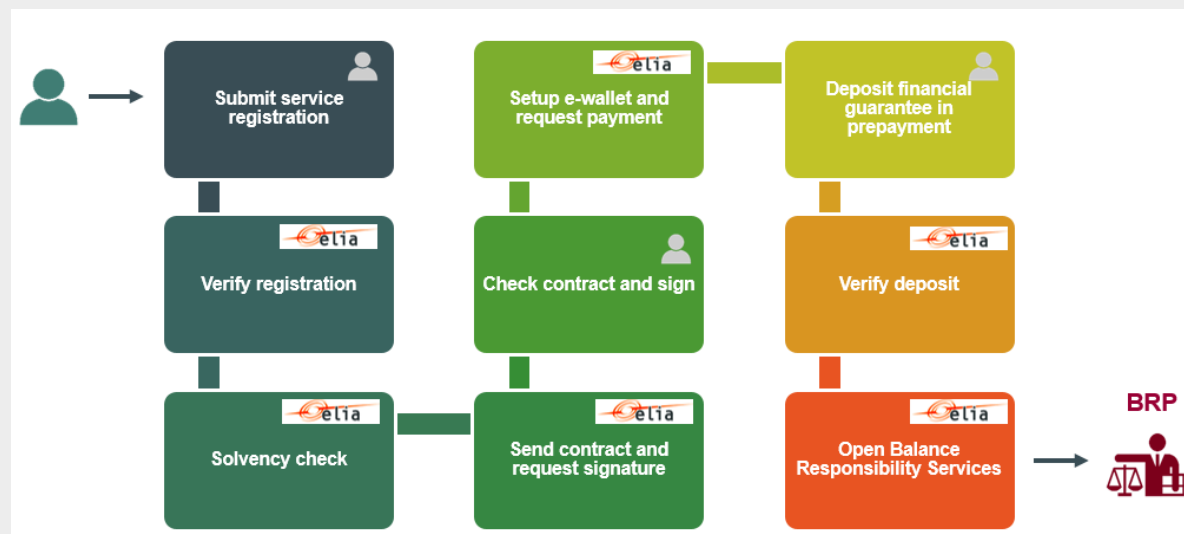 Submit service
registration
elia
Verify registration
elia
Solvency check
elia
Send contract and
request signature
Check contract and sign
elia
Setup e-wallet and
request payment
Deposit financial
guarantee in
prepayment
elia
Verify deposit
elia
Open Balance
Responsibility Services
BRP